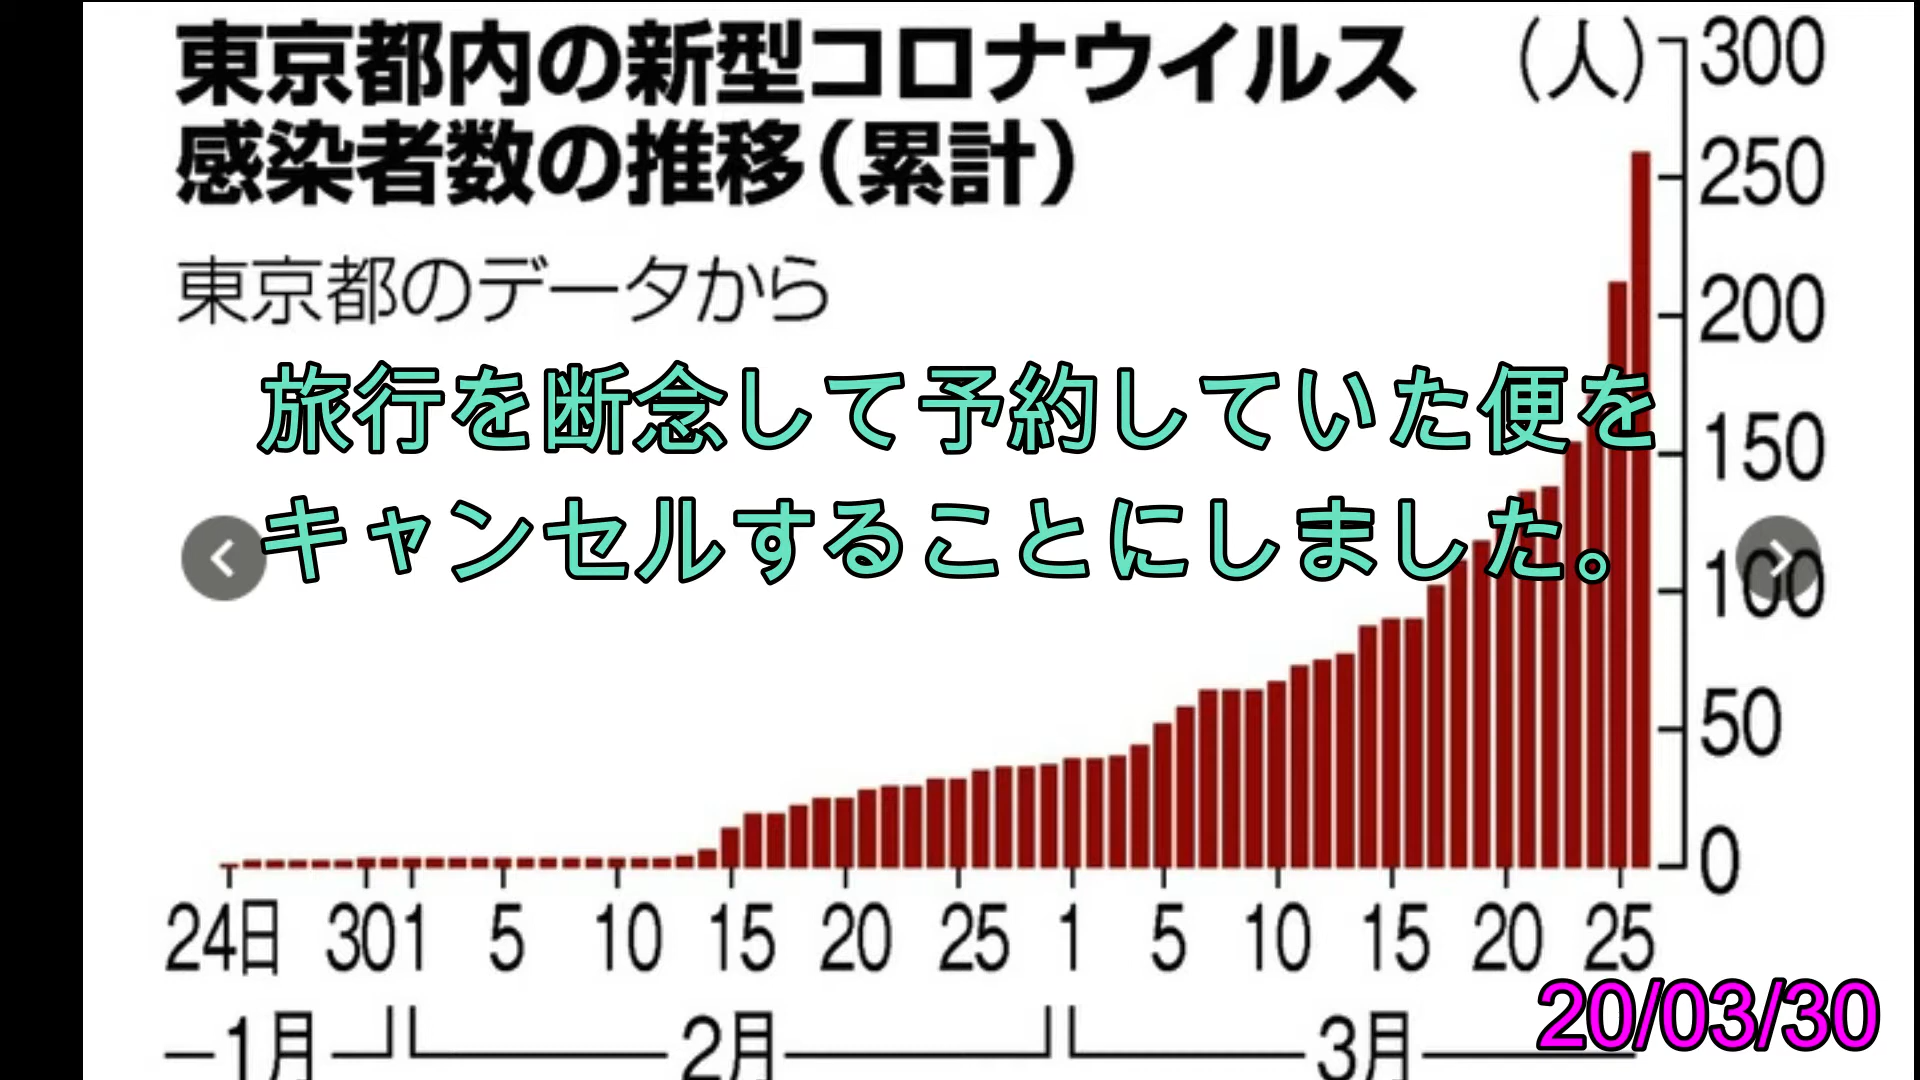 東京都内の新型コロナウイルス
感染者数の推移（累計）
東京都のデータから
（人）
300
250
200
150
100
50
0
旅行を断念して予約していた便を
キャンセルすることにしました。
24日 30 1 5 10 15 20 25 1 5 10 15 20 25
1月 2月 3月
20/03/30